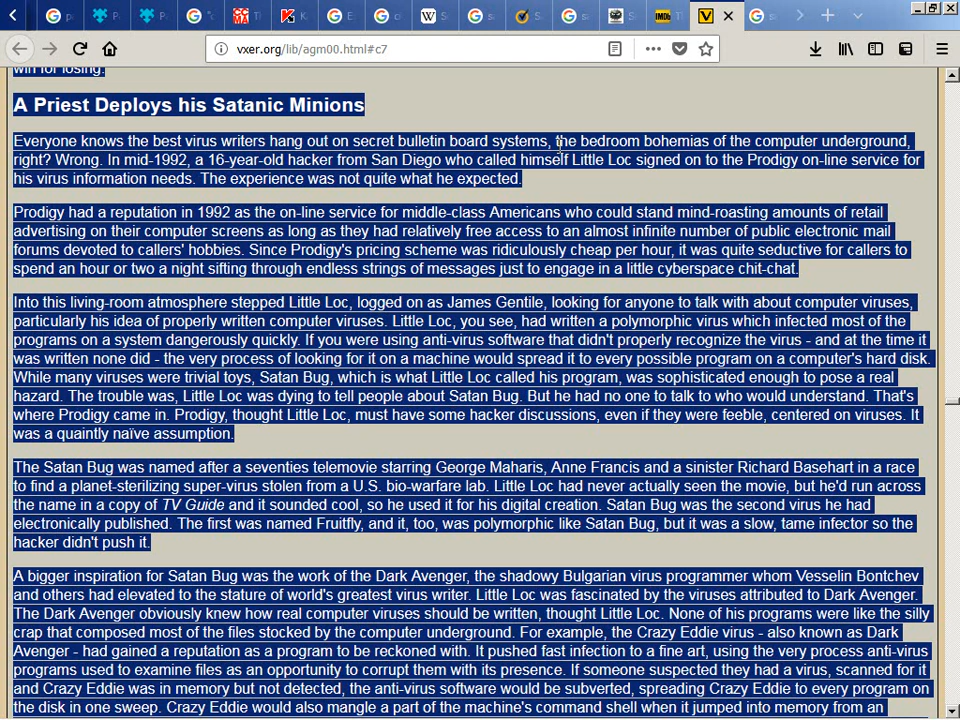 vxer.org/lib/agm00.html#c7
win for losing.
A Priest Deploys his Satanic Minions
Everyone knows the best virus writers hang out on secret bulletin board systems, the bedroom bohemias of the computer underground,
right? Wrong. In mid-1992, a 16-year-old hacker from San Diego who called himself Little Loc signed on to the Prodigy on-line service for
his virus information needs. The experience was not quite what he expected.
Prodigy had a reputation in 1992 as the on-line service for middle-class Americans who could stand mind-roasting amounts of retail
advertising on their computer screens as long as they had relatively free access to an almost infinite number of public electronic mail
forums devoted to callers' hobbies. Since Prodigy's pricing scheme was ridiculously cheap per hour, it was quite seductive for callers to
spend an hour or two a night sifting through endless strings of messages just to engage in a little cyberspace chit-chat.
Into this living-room atmosphere stepped Little Loc, logged on as James Gentile, looking for anyone to talk with about computer viruses,
particularly his idea of properly written computer viruses. Little Loc, you see, had written a polymorphic virus which infected most of the
programs on a system dangerously quickly. If you were using anti-virus software that didn't properly recognize the virus - and at the time it
was written none did - the very process of looking for it on a machine would spread it to every possible program on a computer's hard disk.
While many viruses were trivial toys, Satan Bug, which is what Little Loc called his program, was sophisticated enough to pose a real
hazard. The trouble was, Little Loc was dying to tell people about Satan Bug. But he had no one to talk to who would understand. That's
where Prodigy came in. Prodigy, thought Little Loc, must have some hacker discussions, even if they were feeble, centered on viruses. It
was a quaintly naïve assumption.
The Satan Bug was named after a seventies telemovie starring George Maharis, Anne Francis and a sinister Richard Basehart in a race
to find a planet-sterilizing super-virus stolen from a U.S. bio-warfare lab. Little Loc had never actually seen the movie, but he'd run across
the name in a copy of TV Guide and it sounded cool, so he used it for his digital creation. Satan Bug was the second virus he had
electronically published. The first was named Fruitfly, and it, too, was polymorphic like Satan Bug, but it was a slow, tame infector so the
hacker didn't push it.
A bigger inspiration for Satan Bug was the work of the Dark Avenger, the shadowy Bulgarian virus programmer whom Vesselin Bontchev
and others had elevated to the stature of world's greatest virus writer. Little Loc was fascinated by the viruses attributed to Dark Avenger.
The Dark Avenger obviously knew how real computer viruses should be written, thought Little Loc. None of his programs were like the silly
crap that composed most of the files stocked by the computer underground. For example, the Crazy Eddie virus - also known as Dark
Avenger - had gained a reputation as a program to be reckoned with. It pushed fast infection to a fine art, using the very process anti-virus
programs used to examine files as an opportunity to corrupt them with its presence. If someone suspected they had a virus, scanned for it
and Crazy Eddie was in memory but not detected, the anti-virus software would be subverted, spreading Crazy Eddie to every program on
the disk in one sweep. Crazy Eddie would also mangle a part of the machine's command shell when it jumped into memory from an